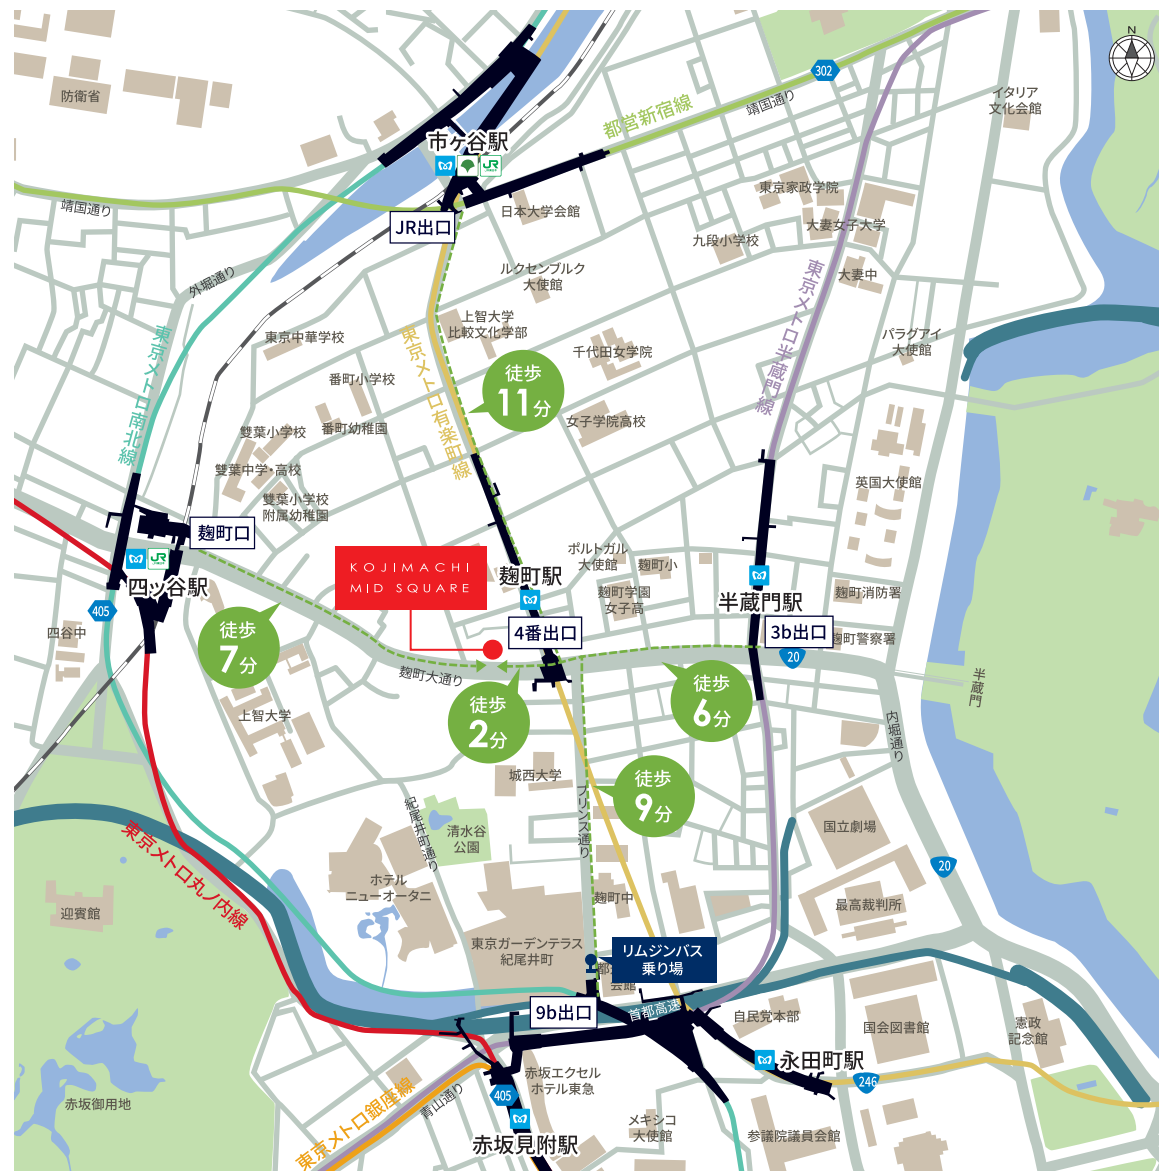 N
302
イタリア
文化会館
防衛省
靖国通り
都営新宿線
市ヶ谷駅
JR
東京家政学院
靖国通り
日本大学会館
大妻女子大学
JR出口
九段小学校
ルクセンブルク
大使館
大妻中
外堀通り
東京メトロ半蔵門線
上智大学
比較文化学部
東京中華学校
東京メトロ南北線
東京メトロ有楽町線
千代田女学院
パラグアイ
大使館
徒歩
11分
番町小学校
番町幼稚園
女子学院高校
雙葉小学校
雙葉中学・高校
英国大使館
雙葉小学校
附属幼稚園
麹町口
JR
四ッ谷駅
KOJIMACHI
MID SQUARE
ポルトガル
大使館
麹町小
麹町駅
麹町学園
女子高
半蔵門駅
麹町消防署
405
四谷中
徒歩
7分
4番出口
3b出口
麹町警察署
20
麹町大通り
半蔵門
徒歩
2分
徒歩
6分
上智大学
内堀通り
城西大学
徒歩
9分
プリンス通り
紀尾井町通り
清水谷
公園
国立劇場
東京メトロ丸ノ内線
20
ホテル
ニューオータニ
麹町中
最高裁判所
迎賓館
東京ガーデンテラス
紀尾井町
リムジンバス
乗り場
会館
9b出口
首都高速
自民党本部
国会図書館
憲政
記念館
永田町駅
246
赤坂エクセル
ホテル東急
405
赤坂御用地
青山通り
東京メトロ銀座線
赤坂見附駅
メキシコ
大使館
参議院議員会館